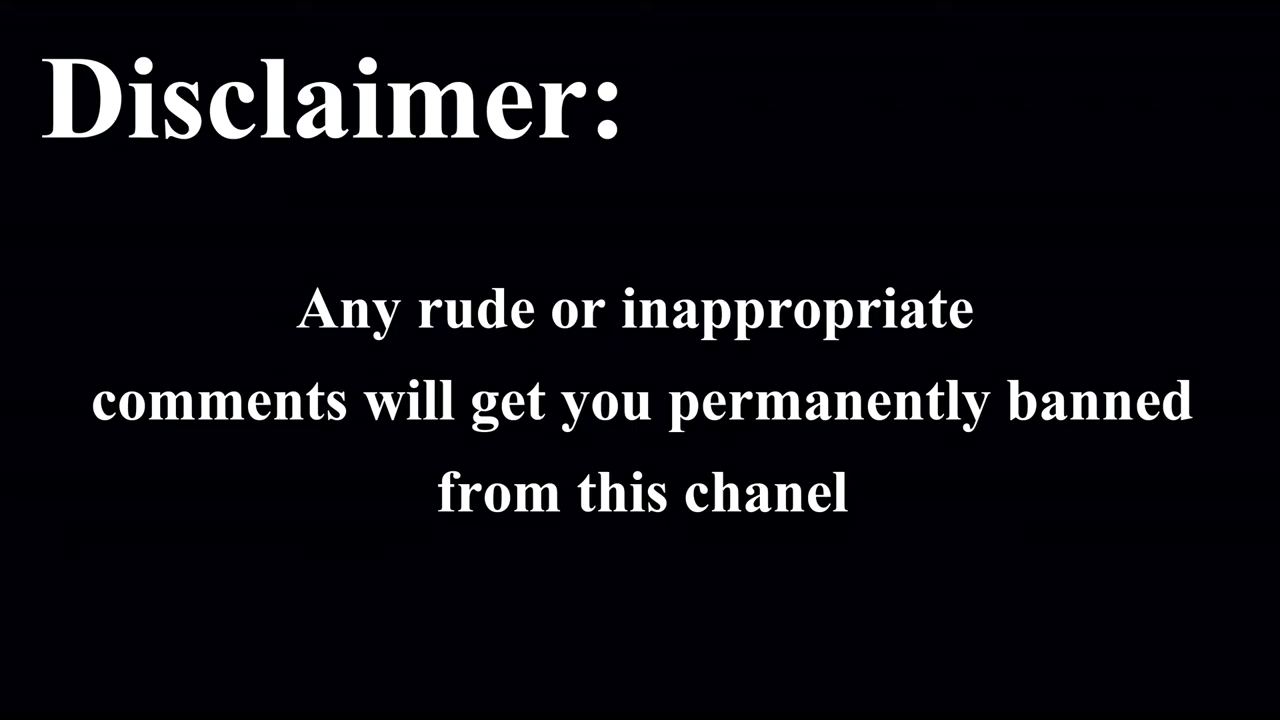 Disclaimer:
Any rude or inappropriate
comments will get you permanently banned
from this chanel